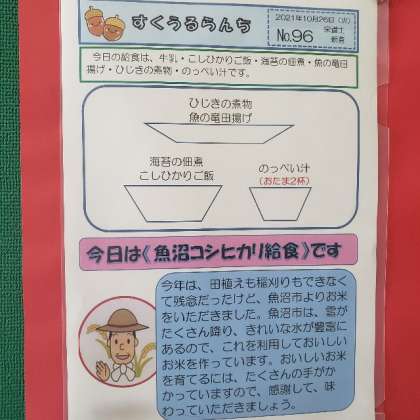 すくうるらんち
2021年10月26日(火)
No.96
栄養士
今日の給食は、牛乳・こしひかりご飯・海苔の佃煮・魚の竜田
揚げ・ひじきの煮物・のっぺい汁です。
ひじきの煮物
魚の竜田揚げ
海苔の佃煮
こしひかりご飯
のっぺい汁
(おたま2杯)
今日は《魚沼コシヒカリ給食》です
今年は、田植えも稲刈りもできなく
て残念だったけど、魚沼市よりお米
をいただきました。魚沼市は、雪が
たくさん降り、きれいな水が豊富に
あるので、これを利用しておいしい
お米を作っています。おいしいお米
を育てるには、たくさんの手がか
かっていますので、感謝して、味
わっていただきましょう。